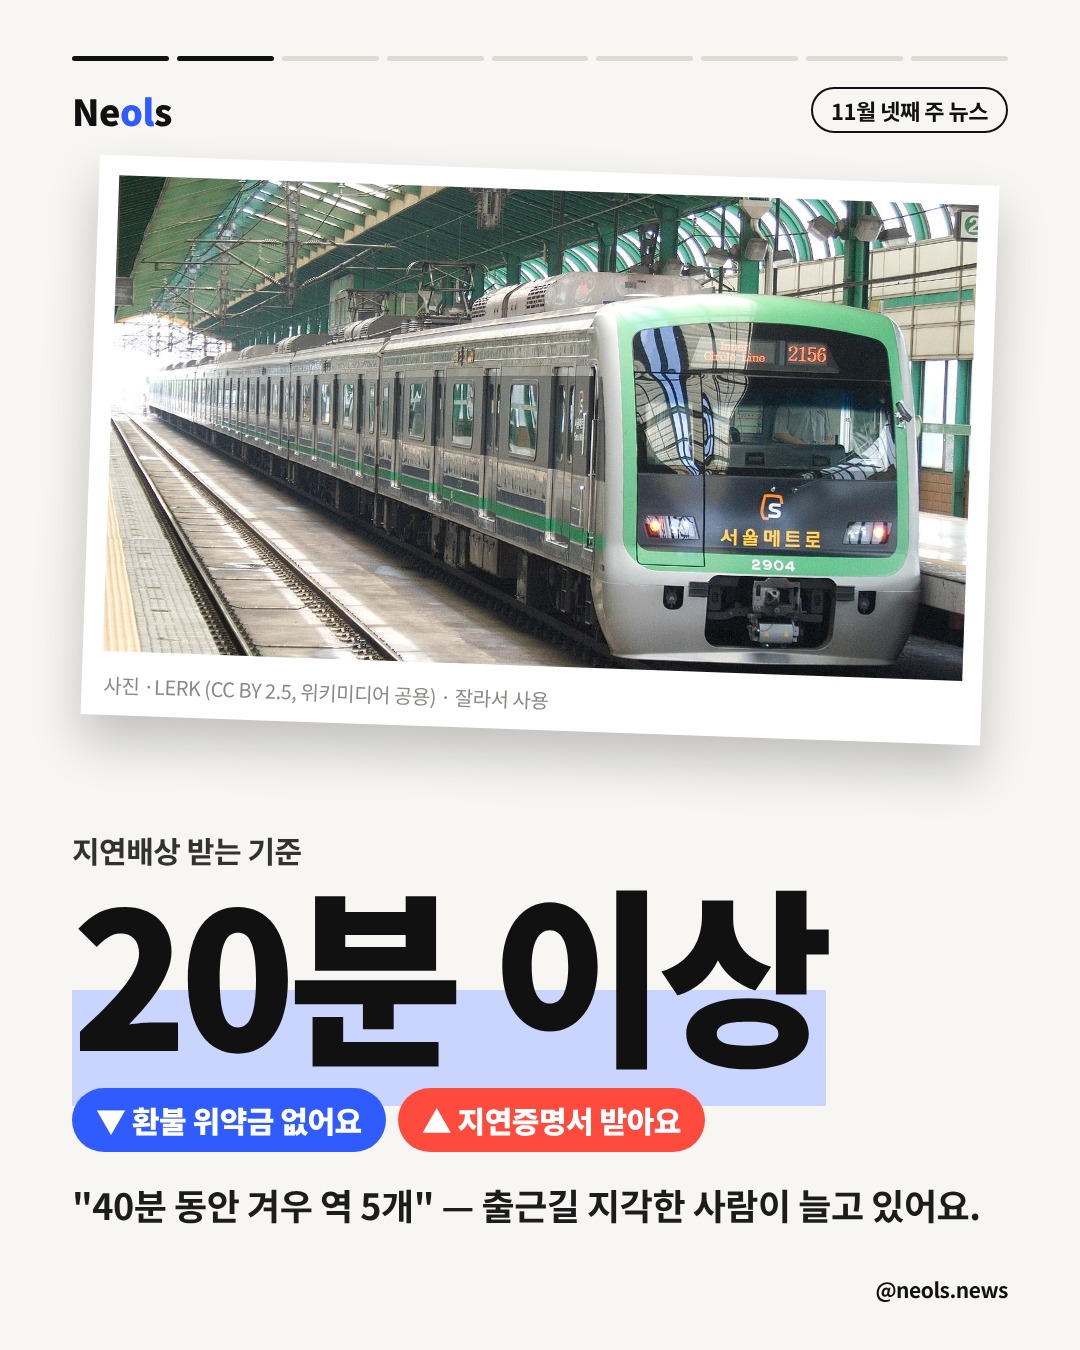 Neols
11월 넷째 주 뉴스
2
Inner
Circle Line
2156
S
서울메트로
2904
사진 · LERK (CC BY 2.5, 위키미디어 공용) · 잘라서 사용
지연배상 받는 기준
20분 이상
▼ 환불 위약금 없어요
▲ 지연증명서 받아요
"40분 동안 겨우 역 5개" — 출근길 지각한 사람이 늘고 있어요.
@neols.news